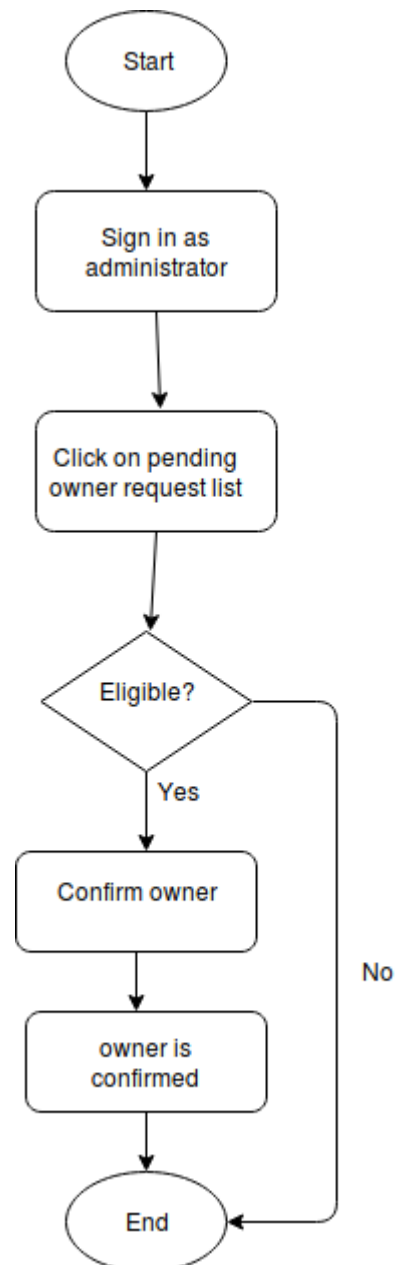 Start
Sign in as
administrator
Click on pending
owner request list
Eligible?
Yes
Confirm owner
No
owner is
confirmed
End